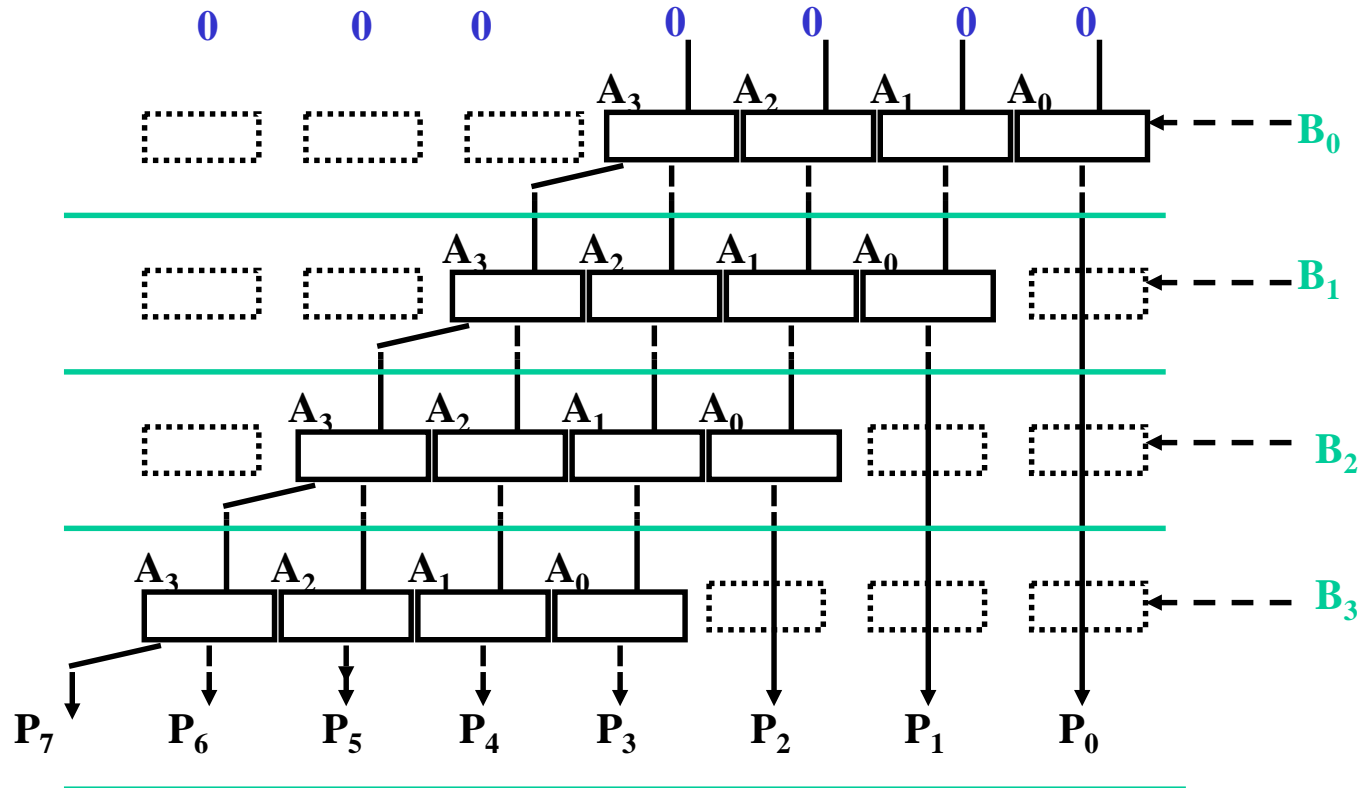 0 0 0 0 0 0 0
A₃ A₂ A₁ A₀ B₀
A₃ A₂ A₁ A₀ B₁
A₃ A₂ A₁ A₀ B₂
A₃ A₂ A₁ A₀ B₃
P₇ P₆ P₅ P₄ P₃ P₂ P₁ P₀